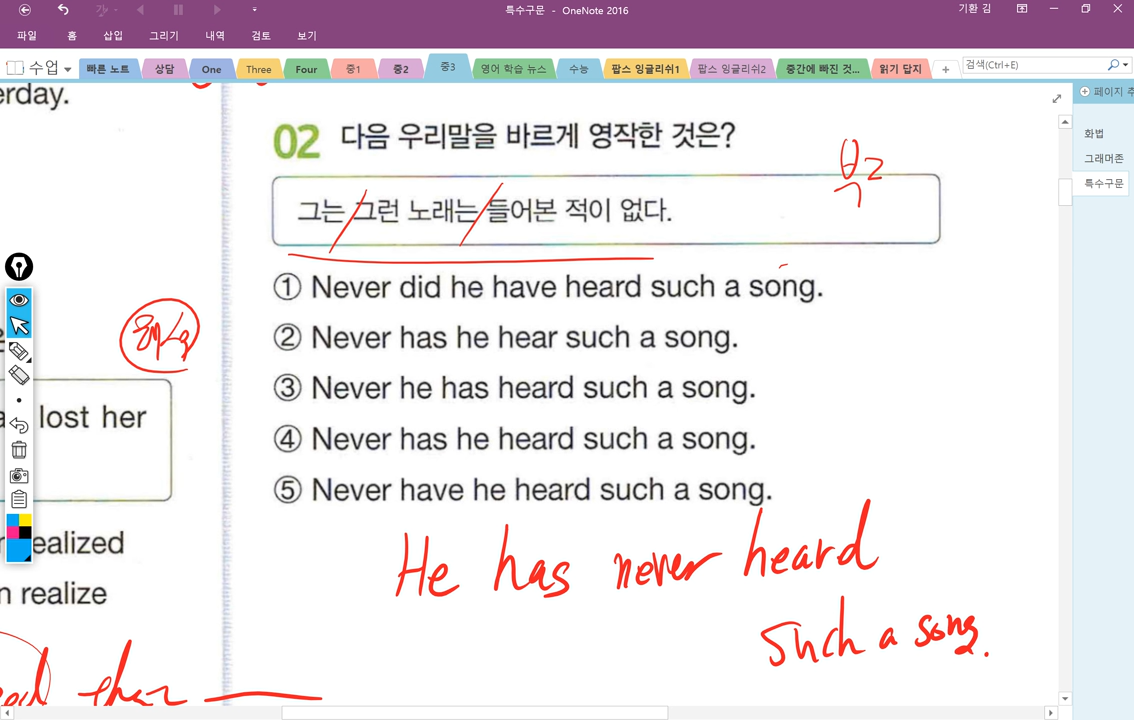 특수구문 - OneNote 2016
기환 김
파일 홈 삽입 그리기 내역 검토 보기
수업 빠른 노트 상담 One Three Four 중1 중2 중3 영어 학습 뉴스 수능 팝스 잉글리쉬1 팝스 잉글리쉬2 중간에 빠진 것... 읽기 답지 + 검색(Ctrl+E)
페이지 추
화법
그래머존
특수구문
erday.
lost her
ealized
n realize
02 다음 우리말을 바르게 영작한 것은?
그는 그런 노래는 들어본 적이 없다.
① Never did he have heard such a song.
② Never has he hear such a song.
③ Never he has heard such a song.
④ Never has he heard such a song.
⑤ Never have he heard such a song.
He has never heard
such a song.